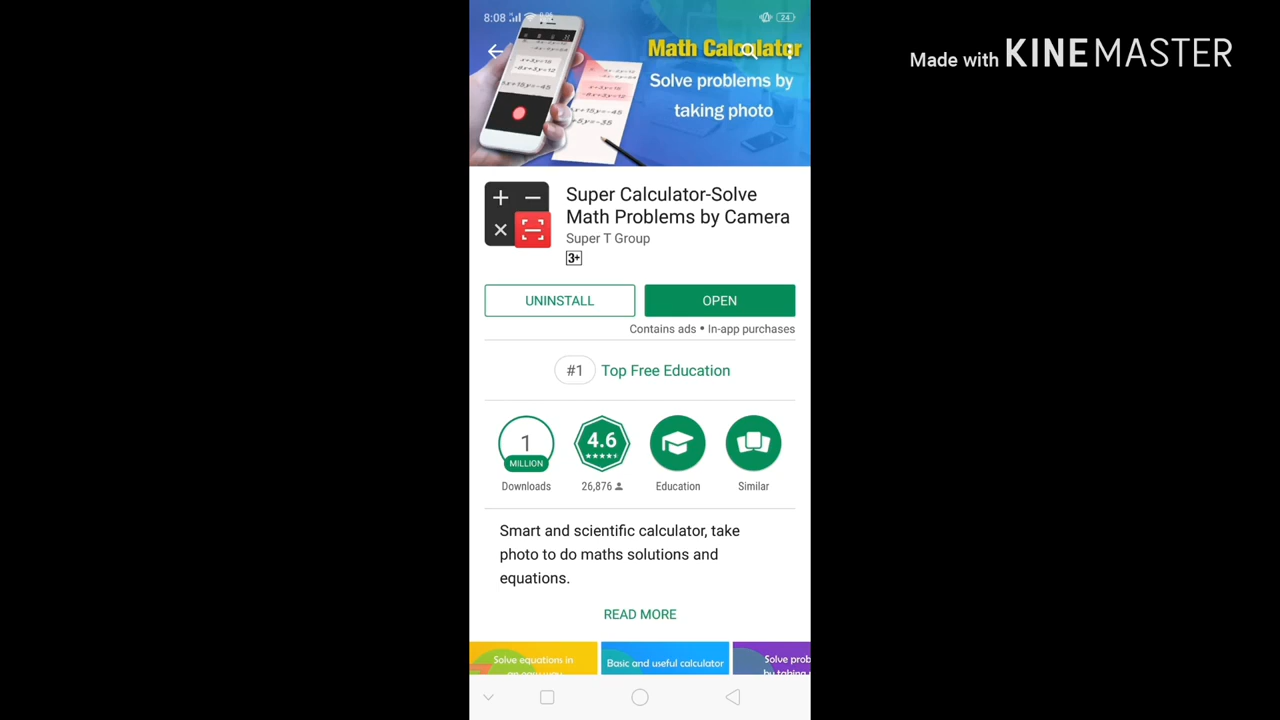 8:08
24
Made with KINEMASTER
Math Calculator
Solve problems by
taking photo
Super Calculator-Solve
Math Problems by Camera
Super T Group
3+
UNINSTALL
OPEN
Contains ads • In-app purchases
#1 Top Free Education
1
MILLION
4.6
Downloads
26,876
Education
Similar
Smart and scientific calculator, take
photo to do maths solutions and
equations.
READ MORE
Solve equations in
Basic and useful calculator
Solve